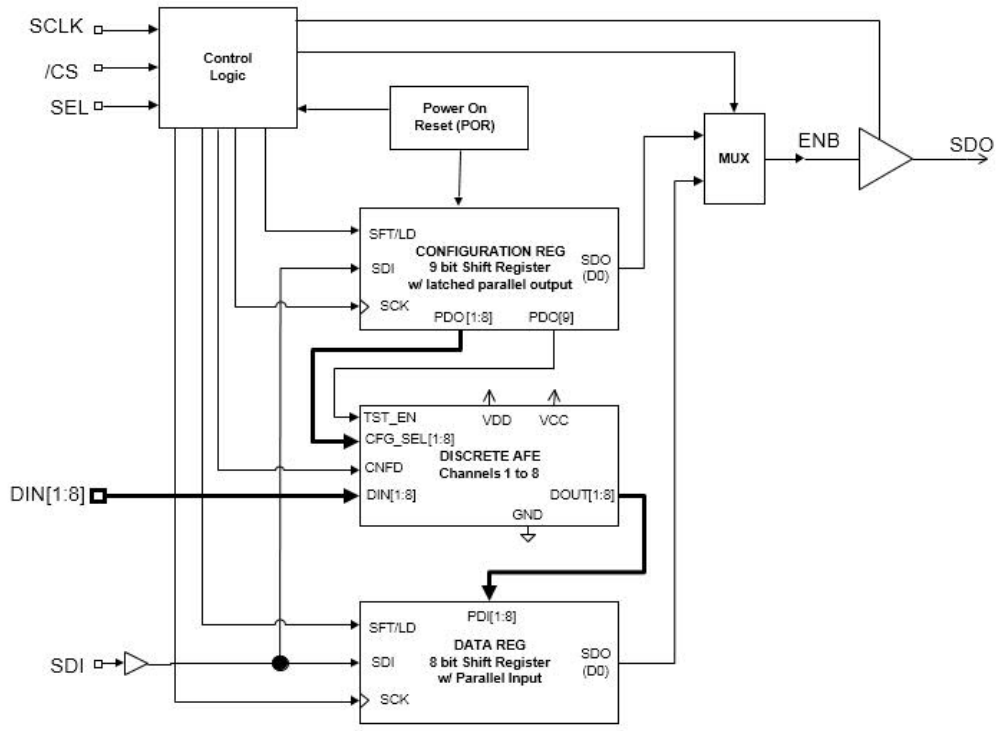 SCLK
/CS
SEL
Control
Logic
Power On
Reset (POR)
MUX
ENB
SDO
SFT/LD
CONFIGURATION REG
9 bit Shift Register
w/ latched parallel output
SDI
SDO
(D0)
SCK
PDO[1:8]
PDO[9]
TST_EN
VDD
VCC
CFG_SEL[1:8]
DISCRETE AFE
Channels 1 to 8
CNFD
DIN[1:8]
DIN[1:8]
DOUT[1:8]
GND
PDI[1:8]
SFT/LD
DATA REG
8 bit Shift Register
w/ Parallel Input
SDI
SDI
SDO
(D0)
SCK